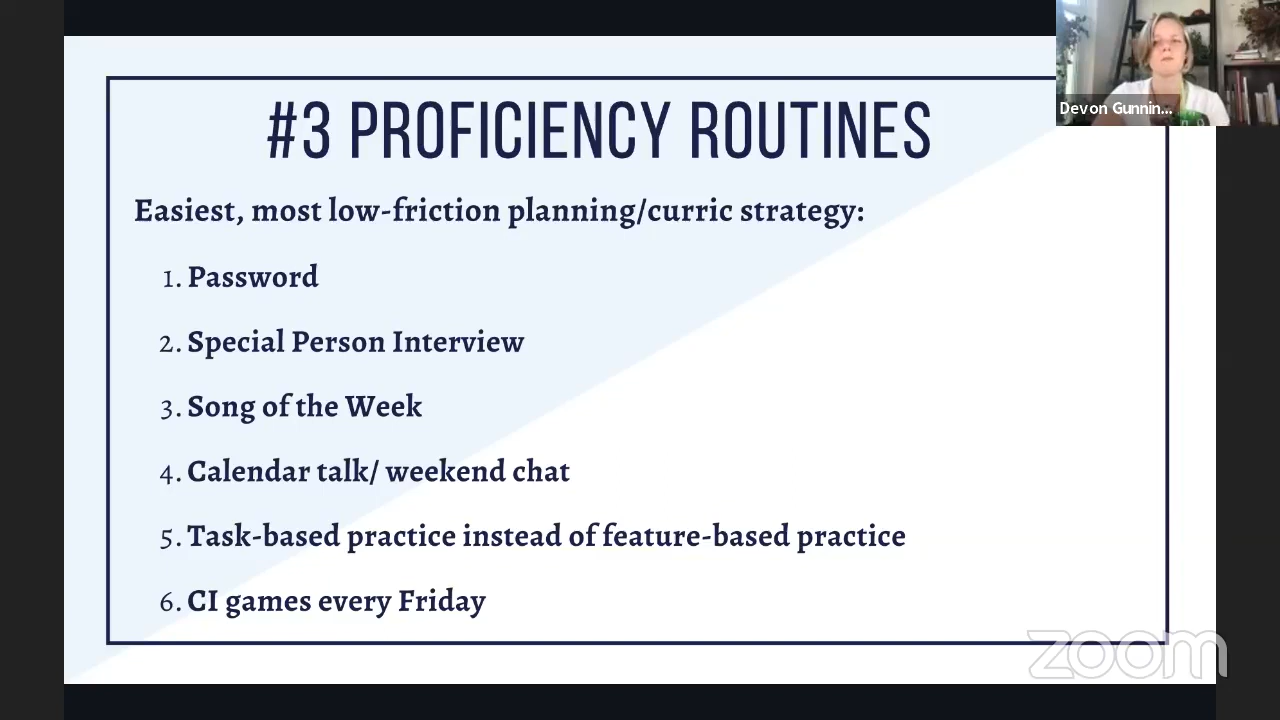 #3 PROFICIENCY ROUTINES
Devon Gunnin...
Easiest, most low-friction planning/curric strategy:
1. Password
2. Special Person Interview
3. Song of the Week
4. Calendar talk/ weekend chat
5. Task-based practice instead of feature-based practice
6. CI games every Friday
zoom